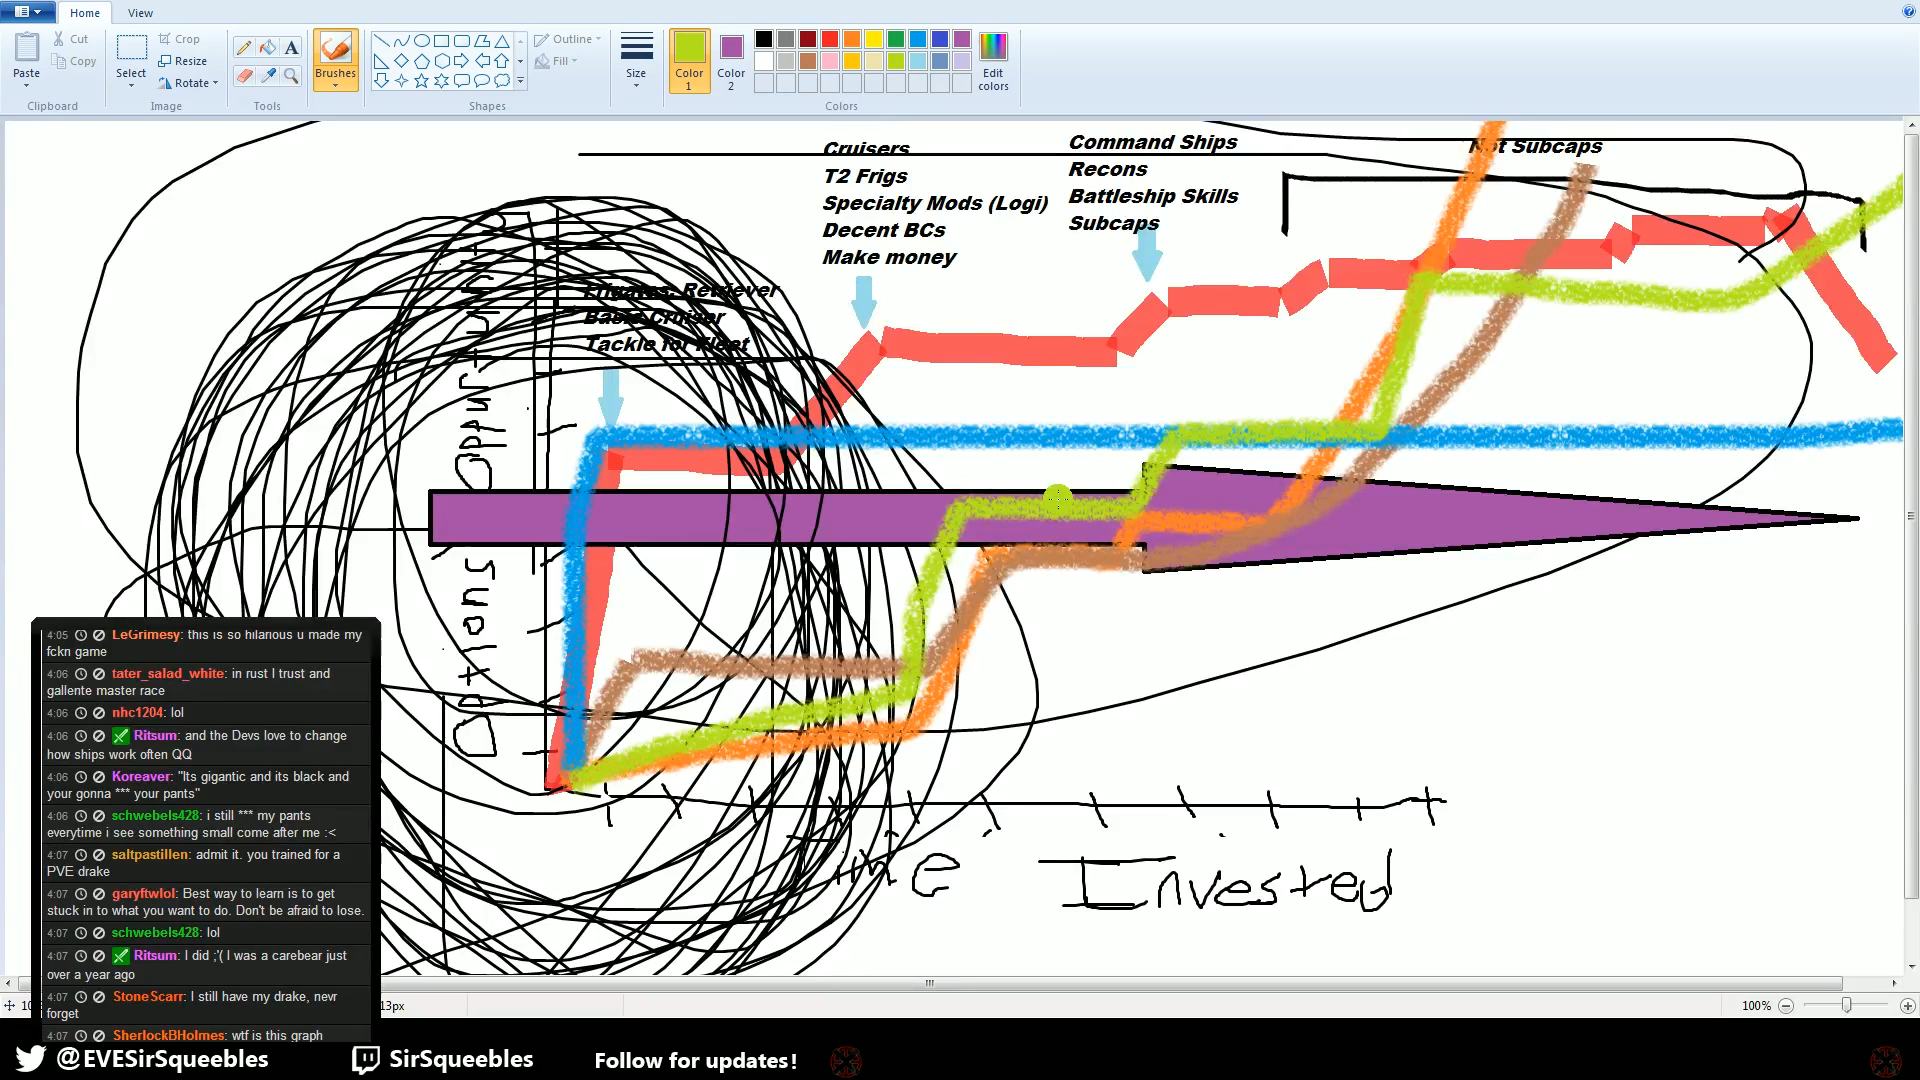 Home
View
Paste
Cut
Copy
Clipboard
Select
Crop
Resize
Rotate
Image
A
Tools
Brushes
Outline
Fill
Shapes
Size
Color 1
Color 2
Edit colors
Colors
Cruisers
T2 Frigs
Specialty Mods (Logi)
Decent BCs
Make money
Command Ships
Recons
Battleship Skills
Subcaps
Not Subcaps
Frigates, Retriever
Basic Cruiser
Tackle for Fleet
Options Opportunity
Time Invested
4:05 LeGrimesy: this is so hilarious u made my
fckn game
4:06 tater_salad_white: in rust I trust and
gallente master race
4:06 nhc1204: lol
4:06 Ritsum: and the Devs love to change
how ships work often QQ
4:06 Koreaver: "Its gigantic and its black and
your gonna *** your pants"
4:06 schwebels428: i still *** my pants
everytime i see something small come after me :<
4:07 saltpastillen: admit it. you trained for a
PVE drake
4:07 garyftwlol: Best way to learn is to get
stuck in to what you want to do. Don't be afraid to lose.
4:07 schwebels428: lol
4:07 Ritsum: I did ;'( I was a carebear just
over a year ago
4:07 StoneScarr: I still have my drake, nevr
forget
4:07 SherlockBHolmes: wtf is this graph
13px
100%
@EVESirSqueebles
SirSqueebles
Follow for updates!